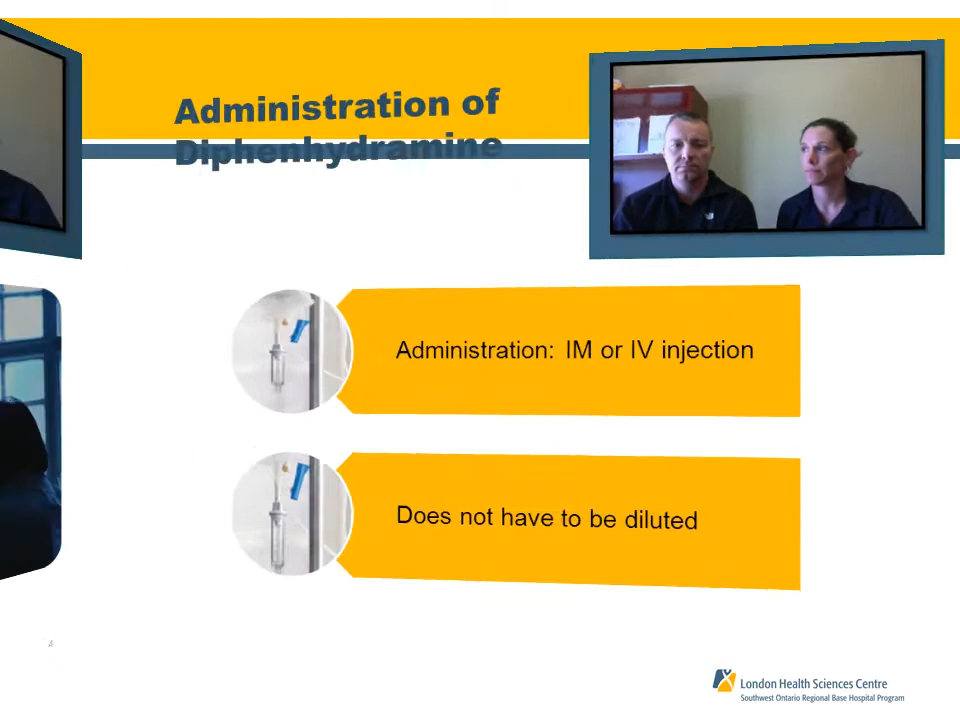 Administration of
Diphenhydramine
Administration: IM or IV injection
Does not have to be diluted
London Health Sciences Centre
Southwest Ontario Regional Base Hospital Program